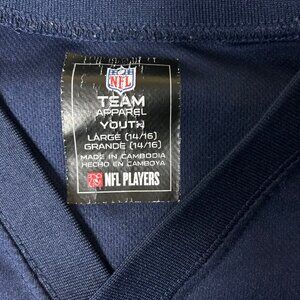 NFL
TEAM
APPAREL
YOUTH
LARGE (14/16)
GRANDE (14/16)
MADE IN CAMBODIA
HECHO EN CAMBOYA
NFL PLAYERS